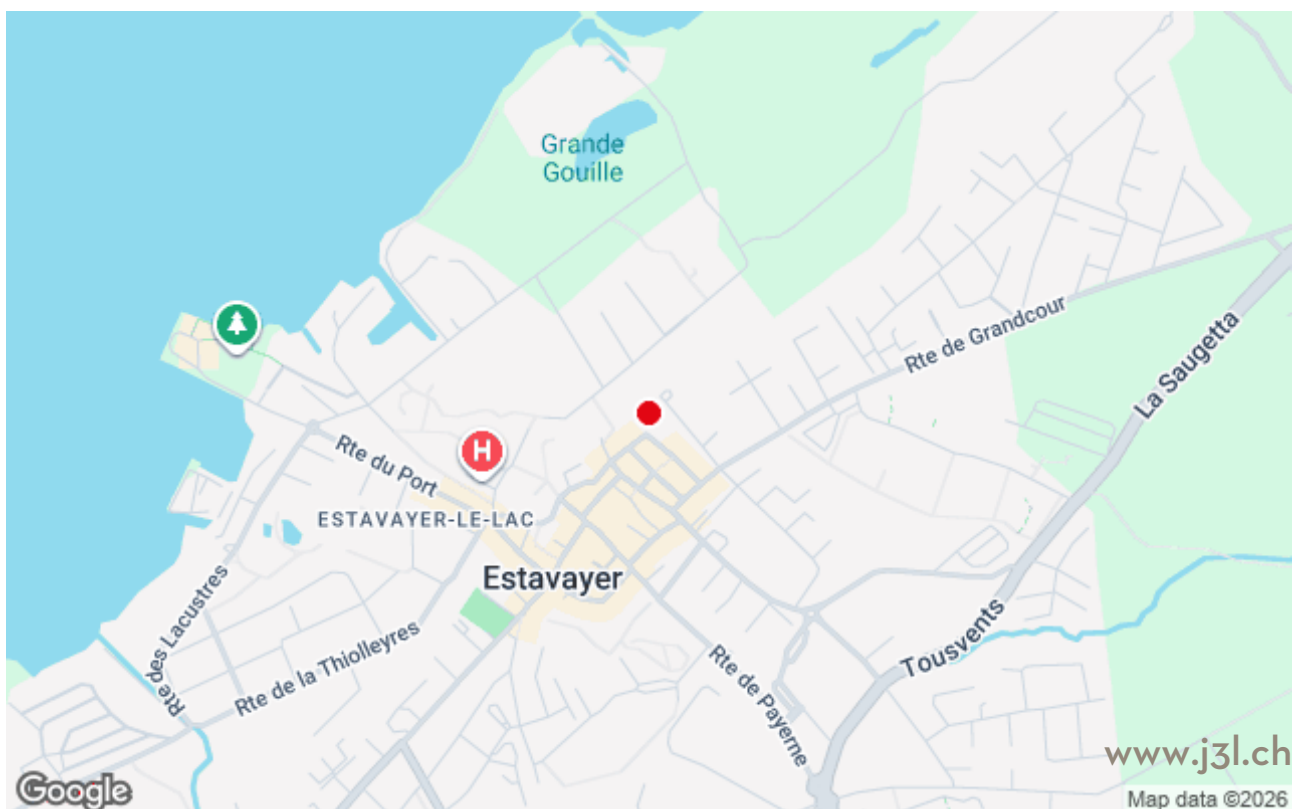 Grande
Gouille
Rte de Grandcour
La Saugetta
H
Rte du Port
ESTAVAYER-LE-LAC
Estavayer
Rte des Lacustres
Rte de la Thiolleyres
Tousvents
Rte de Payerne
www.j3l.ch
Google
Map data ©2026